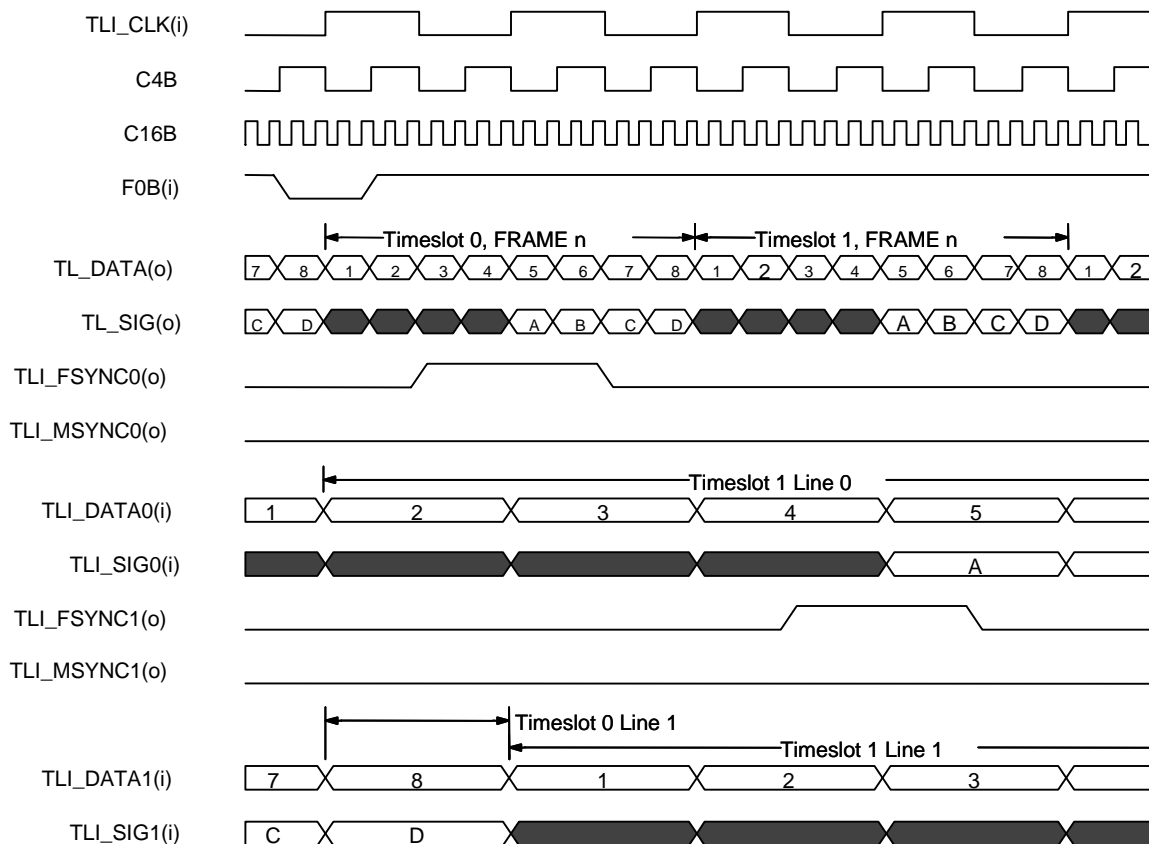 TLI_CLK(i)
C4B
C16B
F0B(i)
Timeslot 0, FRAME n Timeslot 1, FRAME n
TL_DATA(o) 7 8 1 2 3 4 5 6 7 8 1 2 3 4 5 6 7 8 1 2
TL_SIG(o) C D A B C D A B C D
TLI_FSYNC0(o)
TLI_MSYNC0(o)
Timeslot 1 Line 0
TLI_DATA0(i) 1 2 3 4 5
TLI_SIG0(i) A
TLI_FSYNC1(o)
TLI_MSYNC1(o)
Timeslot 0 Line 1
Timeslot 1 Line 1
TLI_DATA1(i) 7 8 1 2 3
TLI_SIG1(i) C D